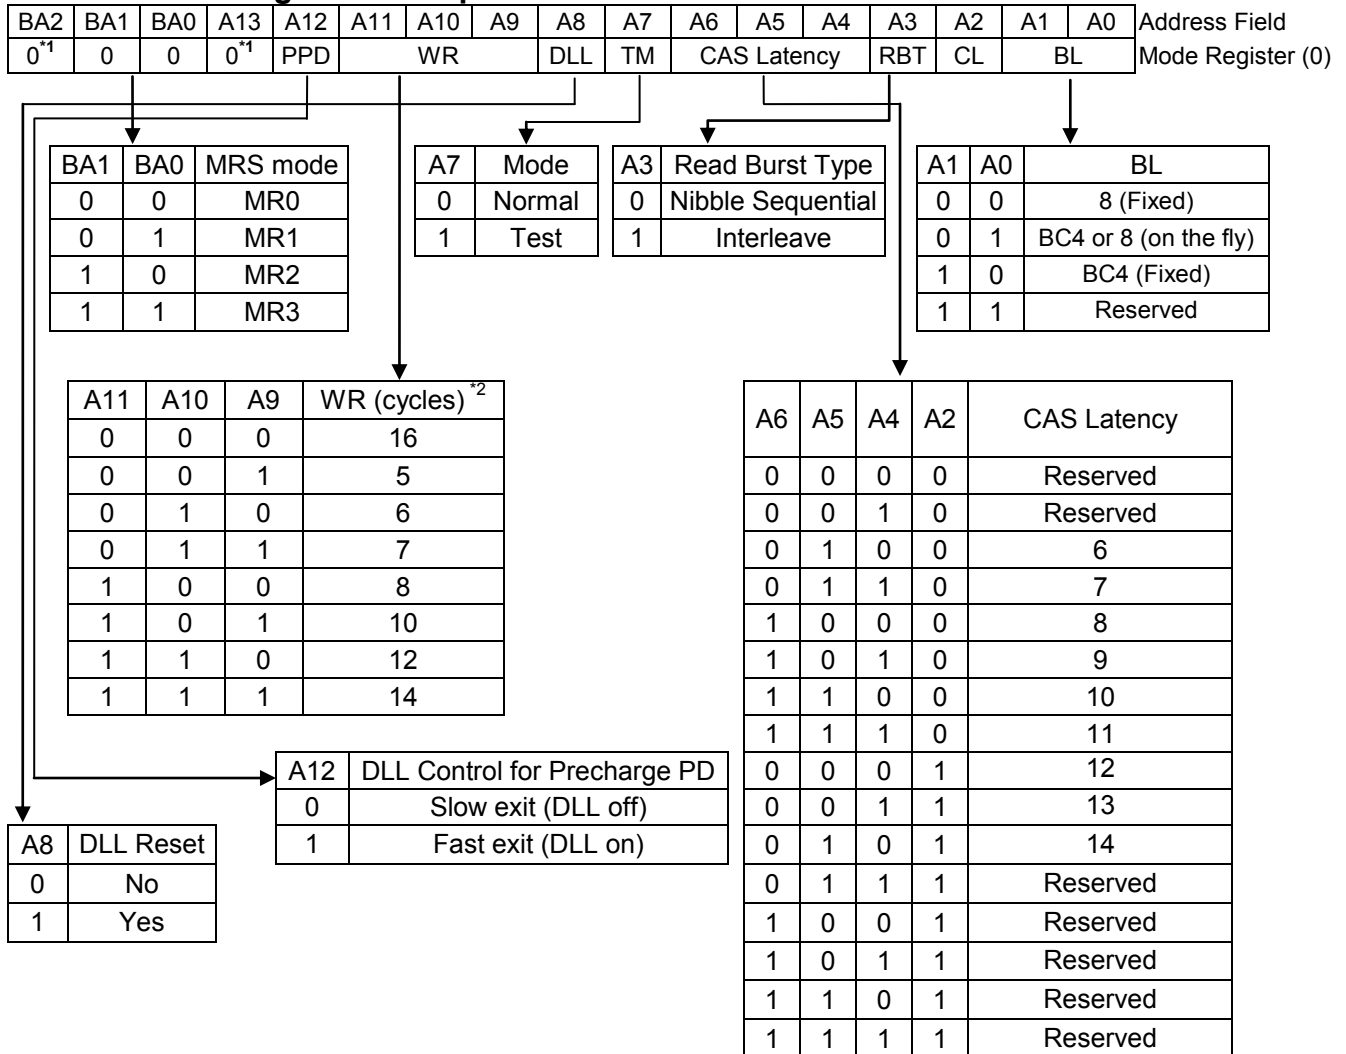 BA2 BA1 BA0 A13 A12 A11 A10 A9 A8 A7 A6 A5 A4 A3 A2 A1 A0 Address Field
0*1 0 0 0*1 PPD WR DLL TM CAS Latency RBT CL BL Mode Register (0)
BA1 BA0 MRS mode
0 0 MR0
0 1 MR1
1 0 MR2
1 1 MR3
A7 Mode
0 Normal
1 Test
A3 Read Burst Type
0 Nibble Sequential
1 Interleave
A1 A0 BL
0 0 8 (Fixed)
0 1 BC4 or 8 (on the fly)
1 0 BC4 (Fixed)
1 1 Reserved
A11 A10 A9 WR (cycles) *2
0 0 0 16
0 0 1 5
0 1 0 6
0 1 1 7
1 0 0 8
1 0 1 10
1 1 0 12
1 1 1 14
A6 A5 A4 A2 CAS Latency
0 0 0 0 Reserved
0 0 1 0 Reserved
0 1 0 0 6
0 1 1 0 7
1 0 0 0 8
1 0 1 0 9
1 1 0 0 10
1 1 1 0 11
0 0 0 1 12
0 0 1 1 13
0 1 0 1 14
0 1 1 1 Reserved
1 0 0 1 Reserved
1 0 1 1 Reserved
1 1 0 1 Reserved
1 1 1 1 Reserved
A12 DLL Control for Precharge PD
0 Slow exit (DLL off)
1 Fast exit (DLL on)
A8 DLL Reset
0 No
1 Yes